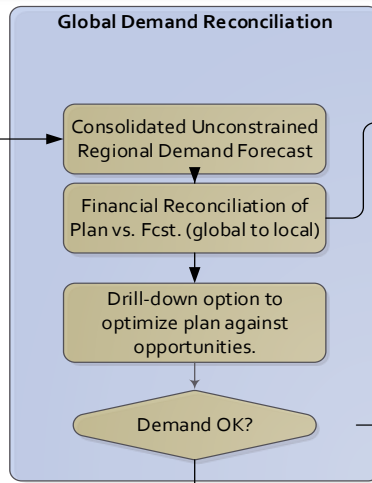 Global Demand Reconciliation
Consolidated Unconstrained
Regional Demand Forecast
Financial Reconciliation of
Plan vs. Fcst. (global to local)
Drill-down option to
optimize plan against
opportunities.
Demand OK?